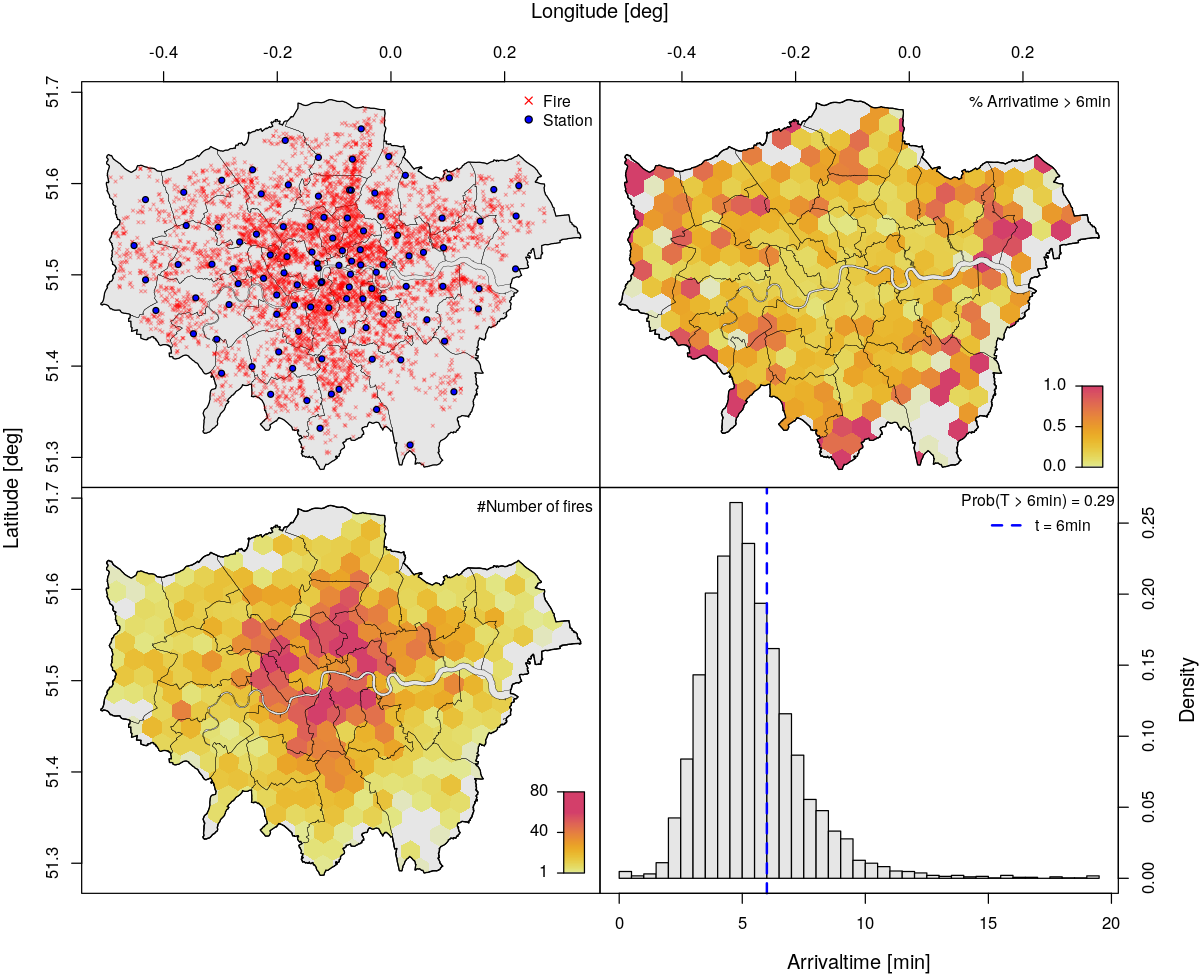 Longitude [deg]
-0.4 -0.2 0.0 0.2 -0.4 -0.2 0.0 0.2
Fire
Station
% Arrivatime > 6min
51.7
51.6
51.5
51.4
51.3
1.0
0.5
0.0
Latitude [deg]
#Number of fires
Prob(T > 6min) = 0.29
t = 6min
51.7
51.6
51.5
51.4
51.3
80
40
1
0.25
0.20
0.15
0.10
0.05
0.00
Density
0 5 10 15 20
Arrivaltime [min]